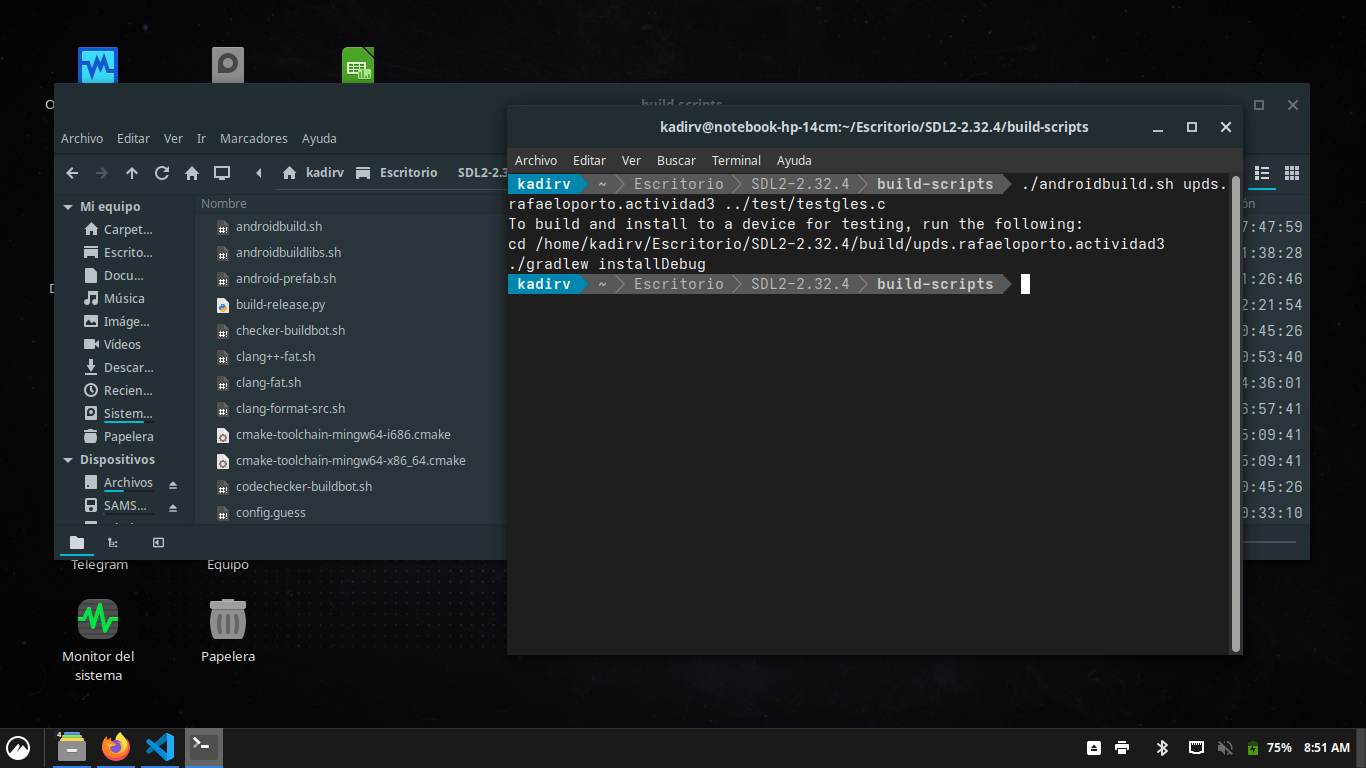 build-scripts
kadirv@notebook-hp-14cm:~/Escritorio/SDL2-2.32.4/build-scripts
Archivo Editar Ver Ir Marcadores Ayuda
Archivo Editar Ver Buscar Terminal Ayuda
kadirv Escritorio SDL2-2.3
kadirv ~ Escritorio SDL2-2.32.4 build-scripts ./androidbuild.sh upds.
rafaeloporto.actividad3 ../test/testgles.c
To build and install to a device for testing, run the following:
cd /home/kadirv/Escritorio/SDL2-2.32.4/build/upds.rafaeloporto.actividad3
./gradlew installDebug
kadirv ~ Escritorio SDL2-2.32.4 build-scripts
Mi equipo
Carpet...
Escrito...
Docu...
Música
Imáge...
Vídeos
Descar...
Recien...
Sistem...
Papelera
Dispositivos
Archivos
SAMS...
Nombre
androidbuild.sh
androidbuildlibs.sh
android-prefab.sh
build-release.py
checker-buildbot.sh
clang++-fat.sh
clang-fat.sh
clang-format-src.sh
cmake-toolchain-mingw64-i686.cmake
cmake-toolchain-mingw64-x86_64.cmake
codechecker-buildbot.sh
config.guess
ón
7:47:59
1:38:28
1:26:46
2:21:54
0:45:26
0:53:40
4:36:01
6:57:41
5:09:41
5:09:41
0:45:26
0:33:10
Telegram
Equipo
Monitor del
sistema
Papelera
75% 8:51 AM